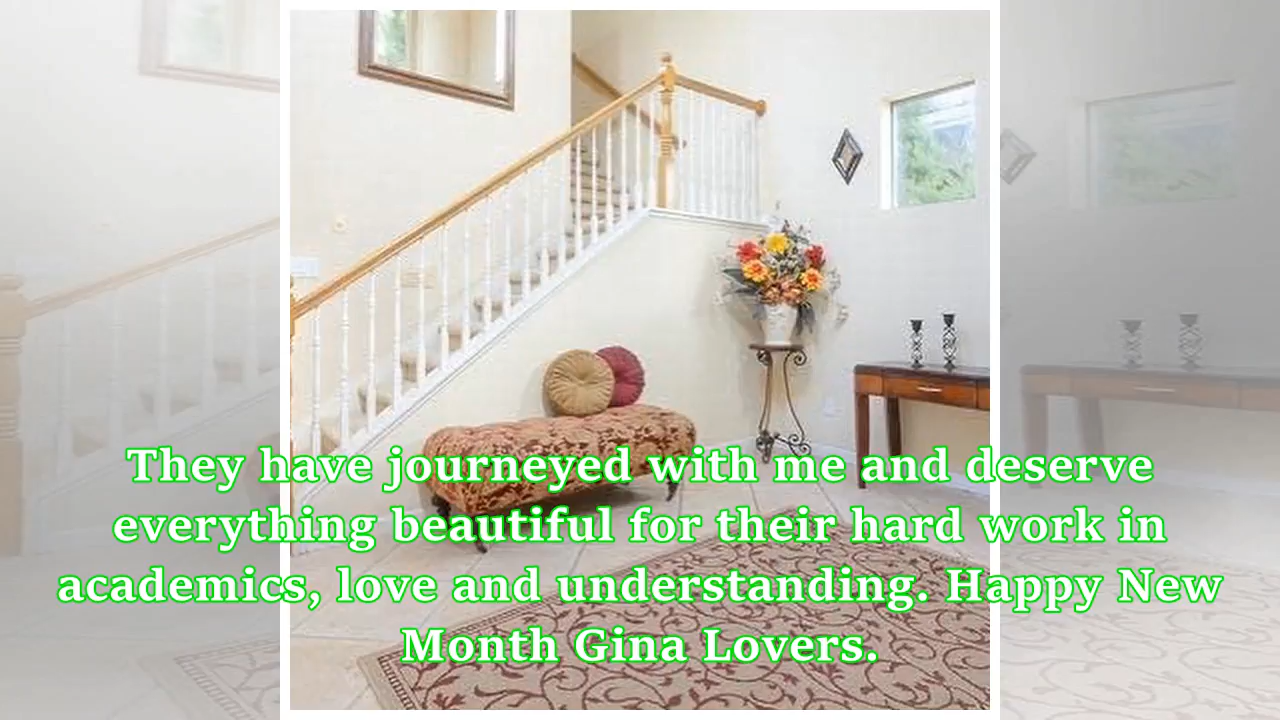 They have journeyed with me and deserve
everything beautiful for their hard work in
academics, love and understanding. Happy New
Month Gina Lovers.